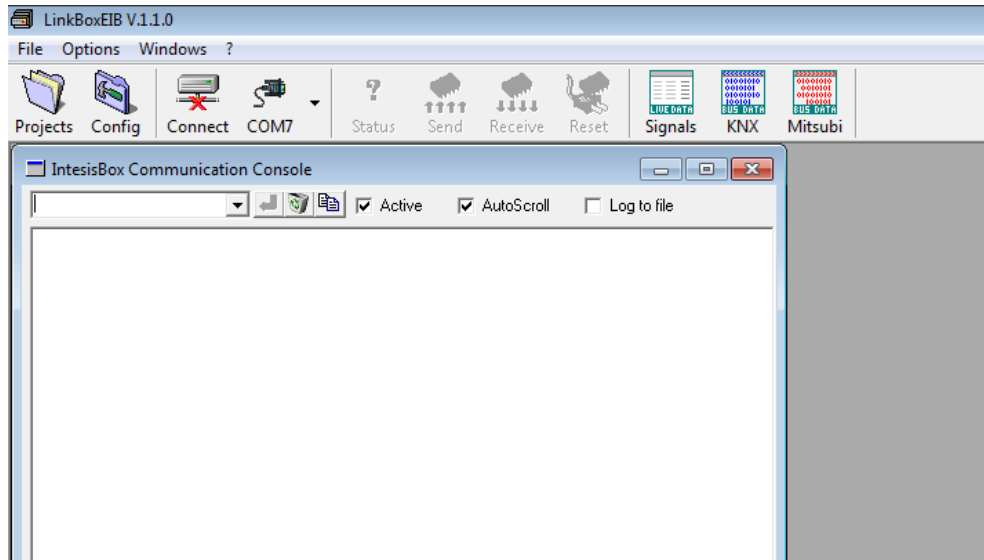 LinkBoxEIB V.1.1.0
File Options Windows ?
Projects Config Connect COM7 Status Send Receive Reset Signals KNX Mitsubi
?
LIVE DATA BUS DATA BUS DATA
IntesisBox Communication Console
Active AutoScroll Log to file